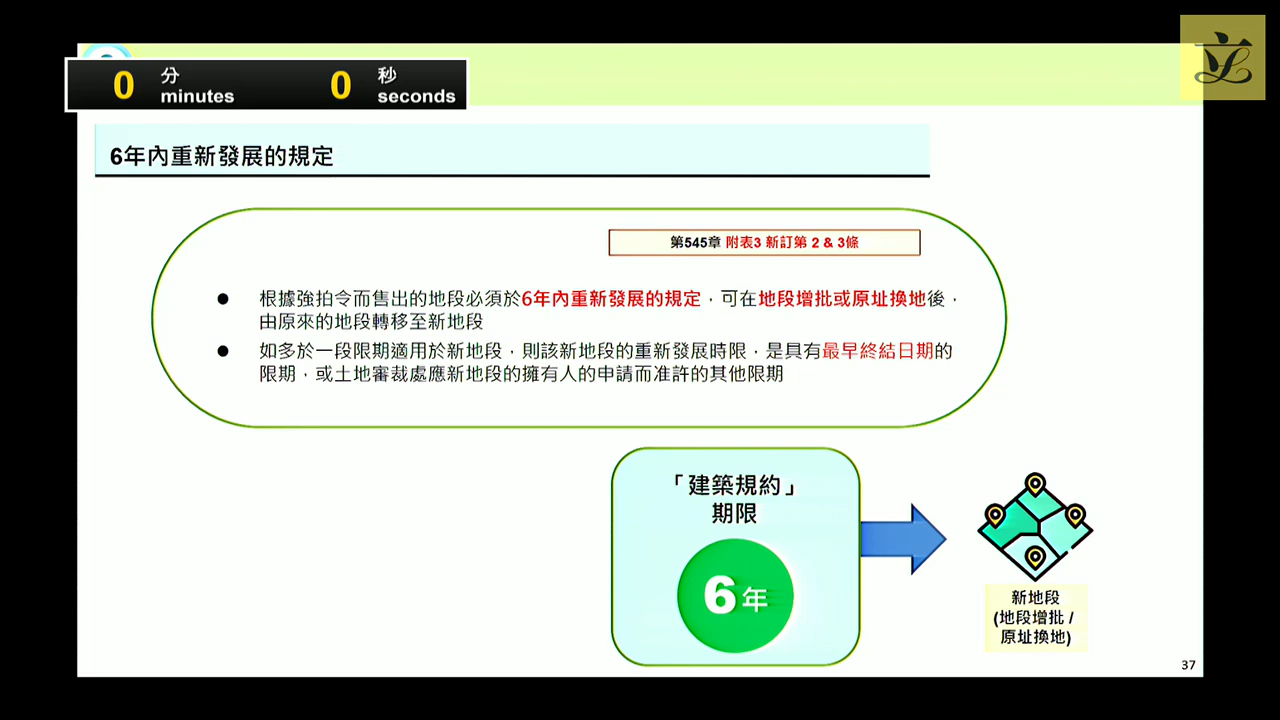 0 分 0 秒
minutes seconds
6年內重新發展的規定
第545章 附表3 新訂第 2 & 3條
● 根據強拍令而售出的地段必須於6年內重新發展的規定，可在地段增批或原址換地後，
由原來的地段轉移至新地段
● 如多於一段限期適用於新地段，則該新地段的重新發展時限，是具有最早終結日期的
限期，或土地審裁處應新地段的擁有人的申請而准許的其他限期
「建築規約」
期限
6年
新地段
(地段增批 /
原址換地)
37